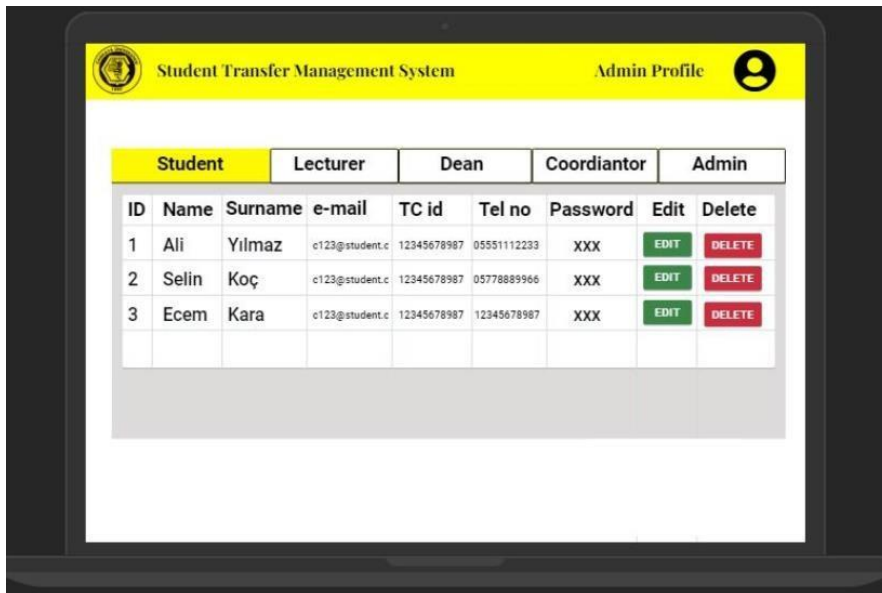 Student Transfer Management System Admin Profile
Student Lecturer Dean Coordiantor Admin
ID Name Surname e-mail TC id Tel no Password Edit Delete
1 Ali Yılmaz c123@student.c 12345678987 05551112233 XXX EDIT DELETE
2 Selin Koç c123@student.c 12345678987 05778889966 XXX EDIT DELETE
3 Ecem Kara c123@student.c 12345678987 12345678987 XXX EDIT DELETE